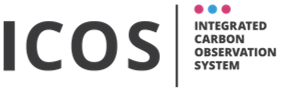 ICOS
INTEGRATED
CARBON
OBSERVATION
SYSTEM